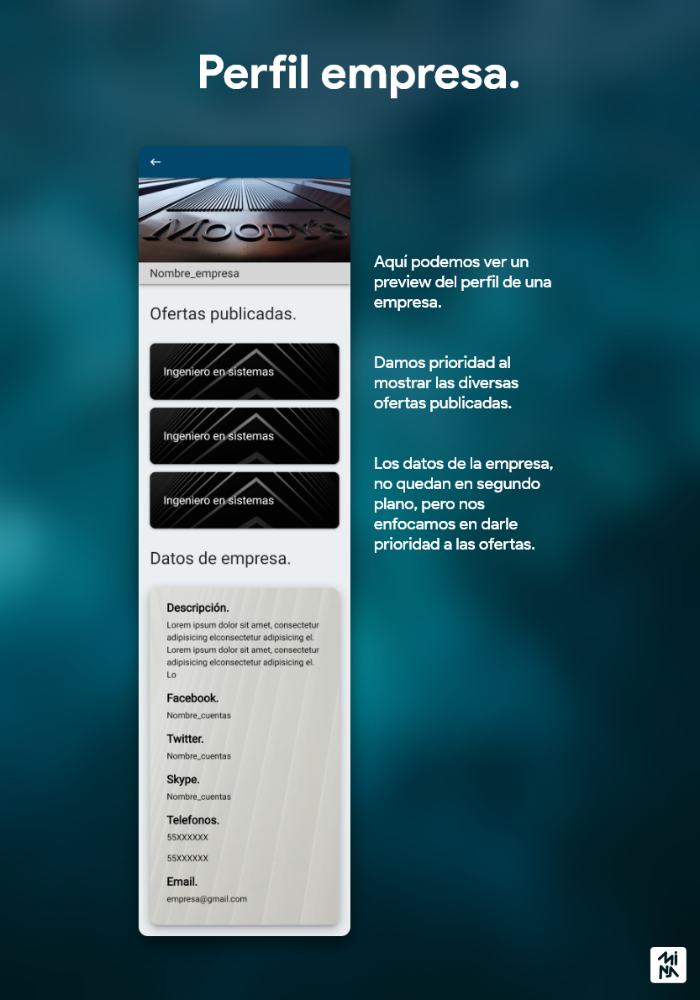 Perfil empresa.
MOODY'S
Nombre_empresa
Ofertas publicadas.
Ingeniero en sistemas
Ingeniero en sistemas
Ingeniero en sistemas
Datos de empresa.
Descripción.
Lorem ipsum dolor sit amet, consectetur
adipisicing elconsectetur adipisicing el.
Lorem ipsum dolor sit amet, consectetur
adipisicing elconsectetur adipisicing el.
Lo
Facebook.
Nombre_cuentas
Twitter.
Nombre_cuentas
Skype.
Nombre_cuentas
Telefonos.
55XXXXXX
55XXXXXX
Email.
empresa@gmail.com
Aquí podemos ver un
preview del perfil de una
empresa.
Damos prioridad al
mostrar las diversas
ofertas publicadas.
Los datos de la empresa,
no quedan en segundo
plano, pero nos
enfocamos en darle
prioridad a las ofertas.
Mi
NA